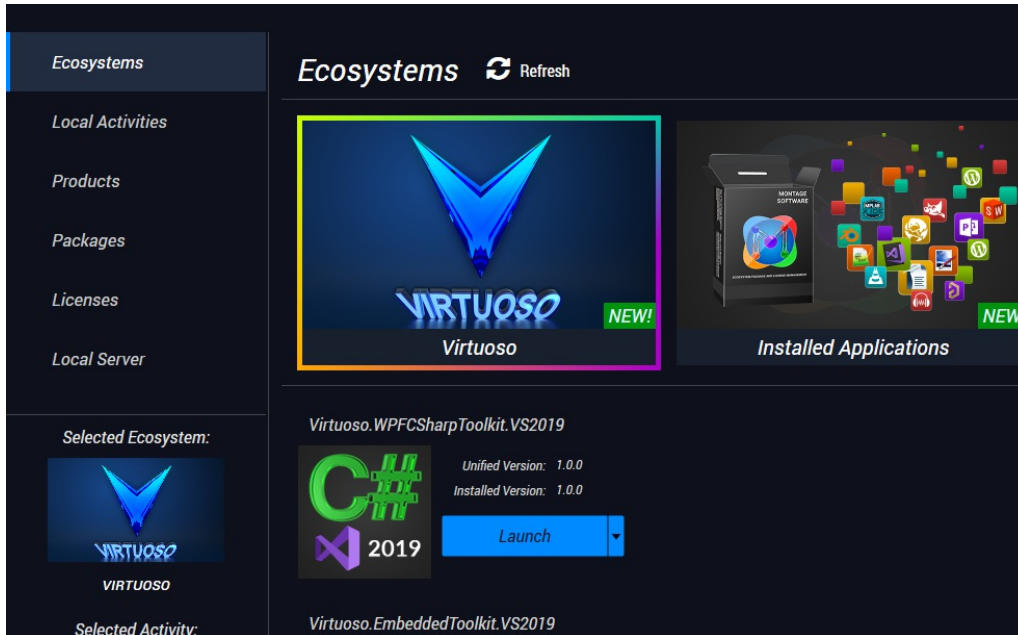 Ecosystems
Local Activities
Products
Packages
Licenses
Local Server
Selected Ecosystem:
VIRTUOSO
VIRTUOSO
Selected Activity:
Ecosystems Refresh
VIRTUOSO
NEW!
Virtuoso
MONTAGE
SOFTWARE
NEW
Installed Applications
Virtuoso.WPFCSharpToolkit.VS2019
C#
2019
Unified Version: 1.0.0
Installed Version: 1.0.0
Launch
Virtuoso.EmbeddedToolkit.VS2019